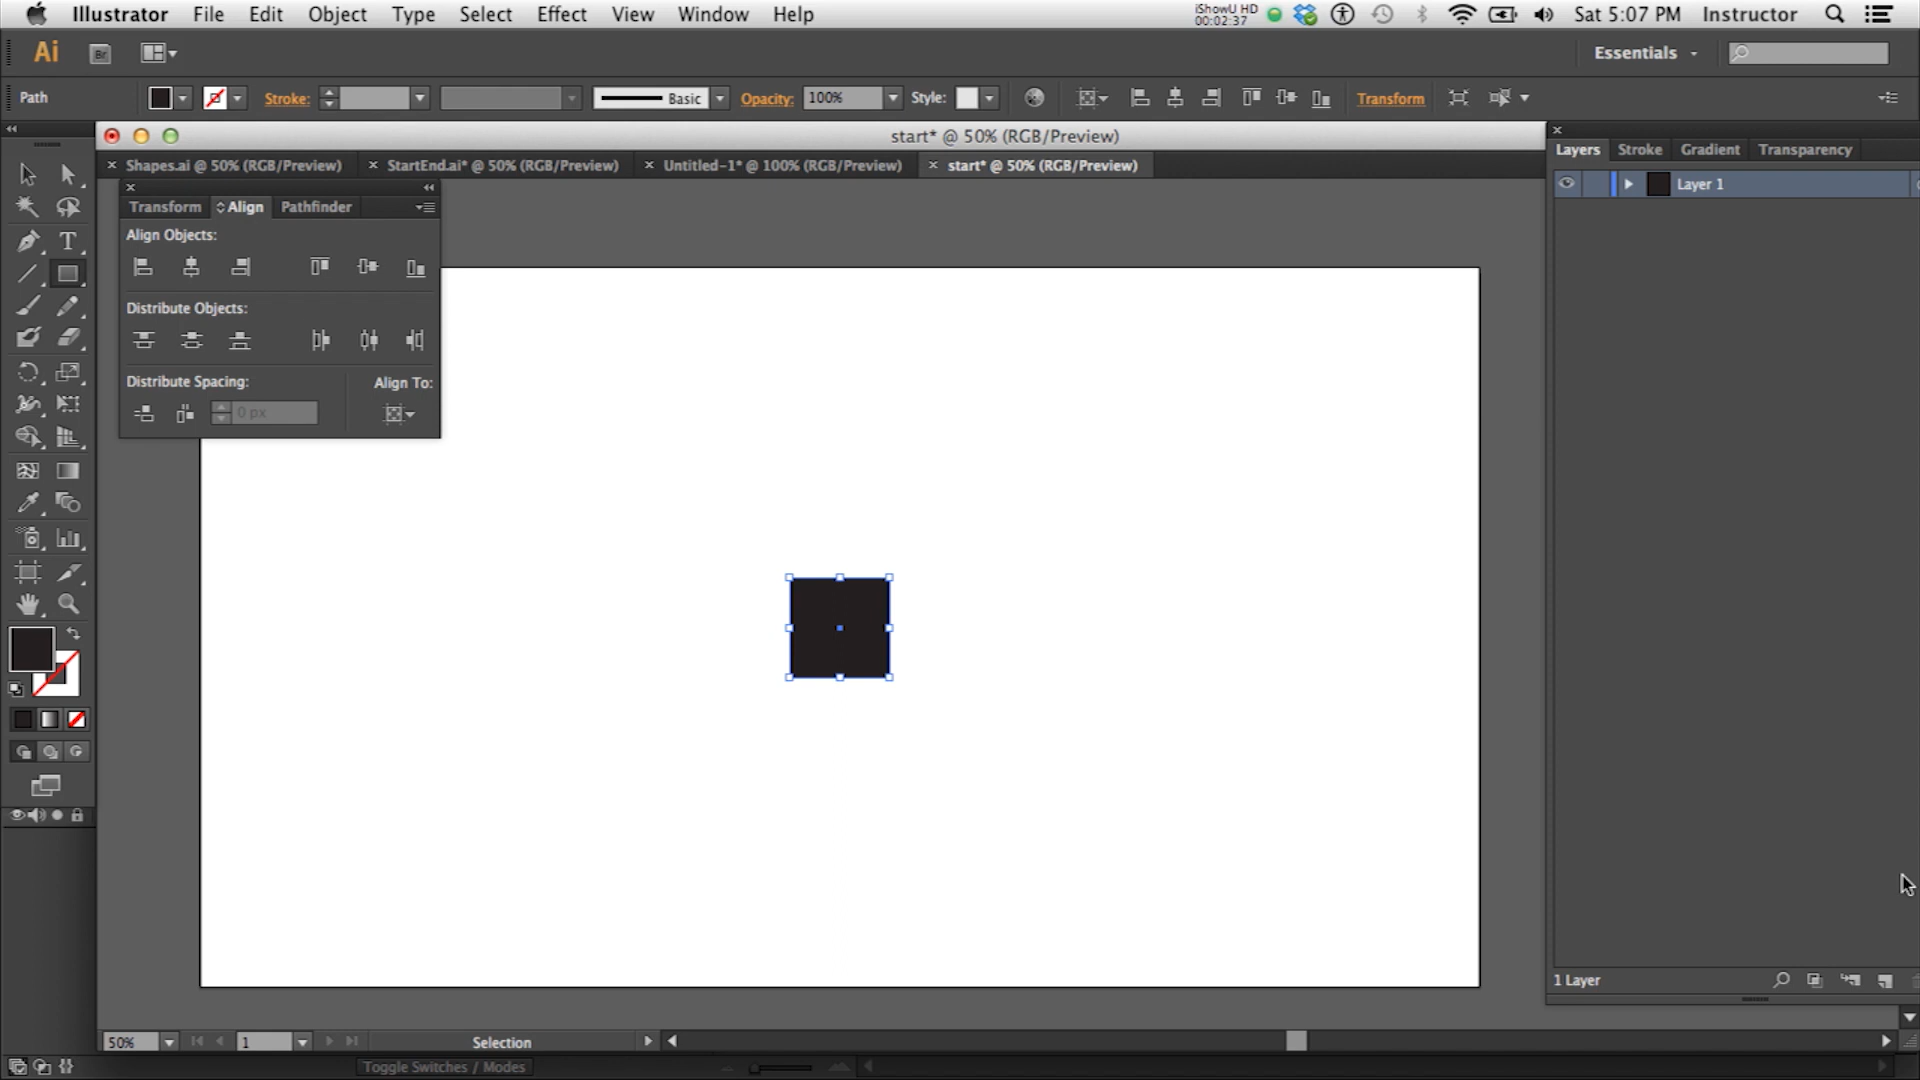 Illustrator File Edit Object Type Select Effect View Window Help iShowU HD 00:02:37 Sat 5:07 PM Instructor
Ai Br Essentials
Path Stroke: Basic Opacity: 100% Style: Transform
start* @ 50% (RGB/Preview)
Shapes.ai @ 50% (RGB/Preview) StartEnd.ai* @ 50% (RGB/Preview) Untitled-1* @ 100% (RGB/Preview) start* @ 50% (RGB/Preview)
Layers Stroke Gradient Transparency
Layer 1
Transform Align Pathfinder
Align Objects:
Distribute Objects:
Distribute Spacing: Align To:
0 px
T
1 Layer
50% 1 Selection
Toggle Switches / Modes